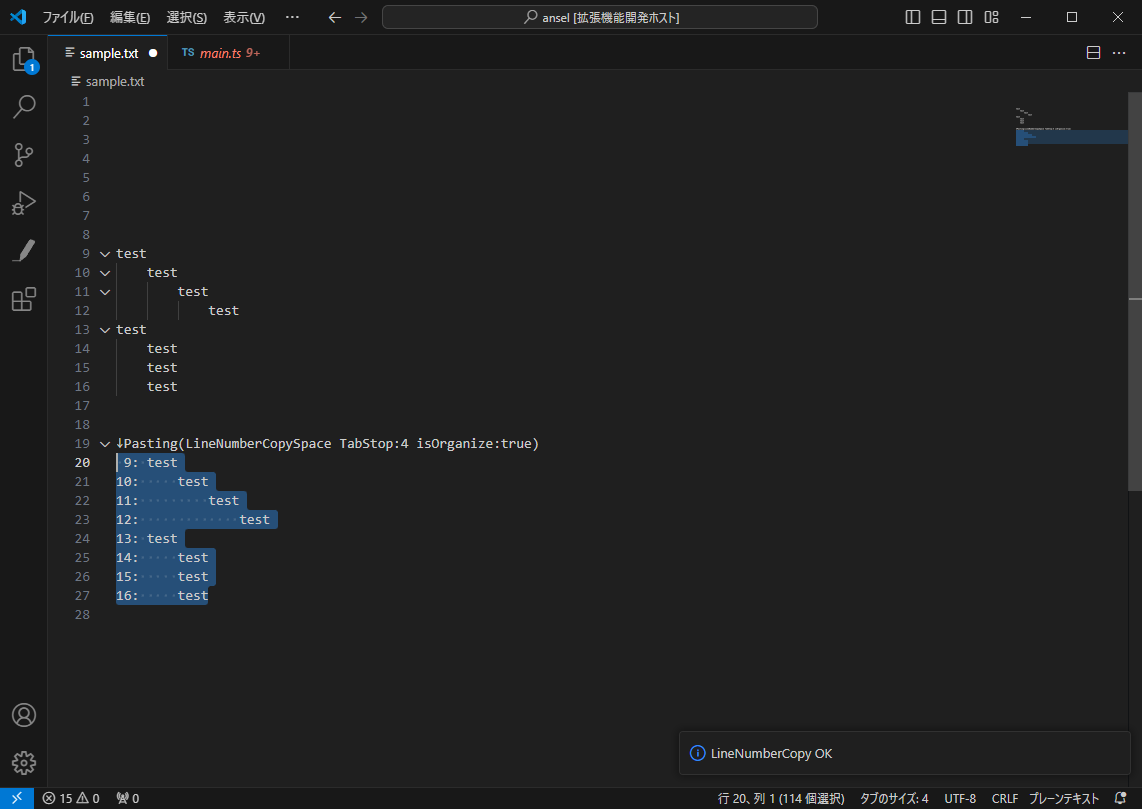 ファイル(F) 編集(E) 選択(S) 表示(V) ··· ansel [拡張機能開発ホスト]
sample.txt TS main.ts 9+ ···
1
sample.txt
1
2
3
4
5
6
7
8
9 test
10 test
11 test
12 test
13 test
14 test
15 test
16 test
17
18
19 ↓Pasting(LineNumberCopySpace TabStop:4 isOrganize:true)
20  9: test
21 10:     test
22 11:         test
23 12:             test
24 13: test
25 14:     test
26 15:     test
27 16:     test
28
LineNumberCopy OK
15 0 0 行 20、列 1 (114 個選択) タブのサイズ: 4 UTF-8 CRLF プレーンテキスト